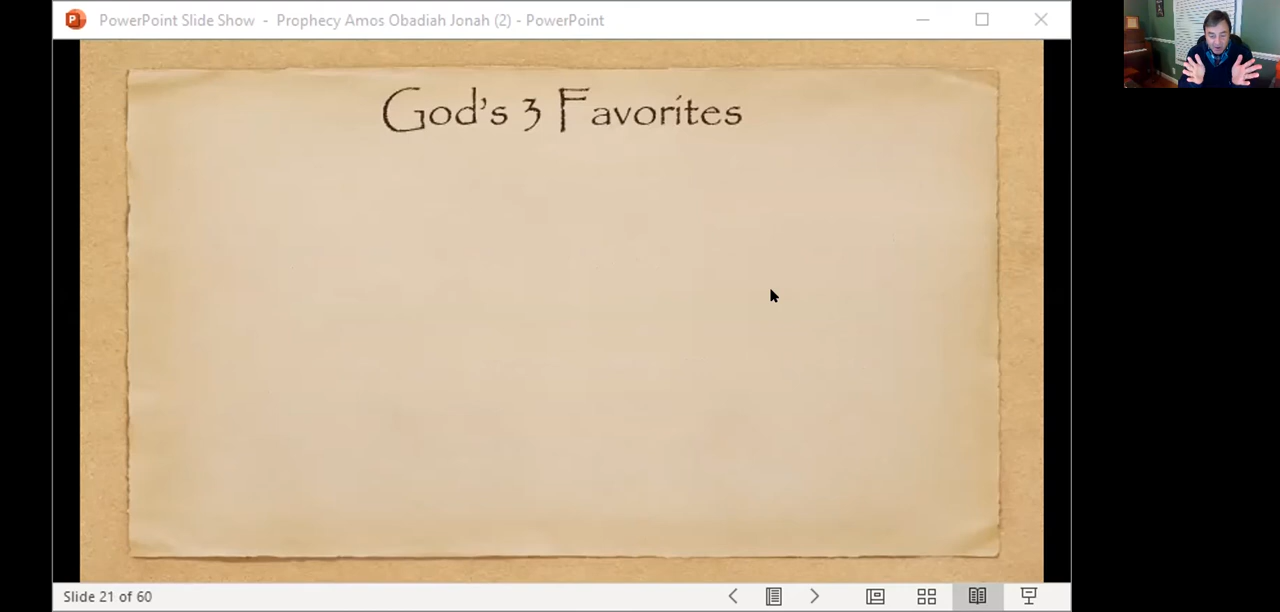 PowerPoint Slide Show - Prophecy Amos Obadiah Jonah (2) - PowerPoint
God's 3 Favorites
Slide 21 of 60